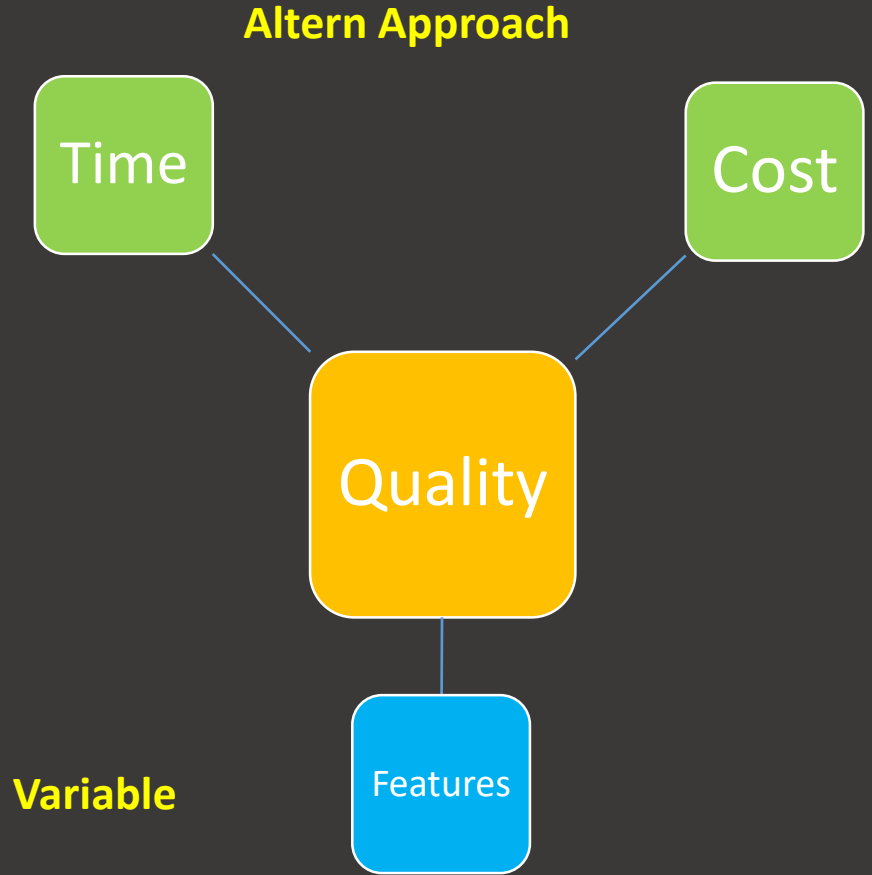 Altern Approach
Time
Cost
Quality
Features
Variable